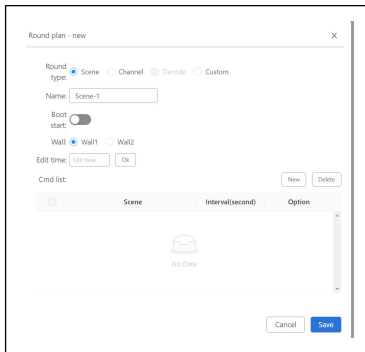 Round plan - new
X
Round type: Scene Channel Decode Custom
Name: Scene-1
Boot start:
Wall: Wall1 Wall2
Edit time: Edit time Ok
Cmd list: New Delete
Scene Interval(second) Option
No Data
Cancel Save